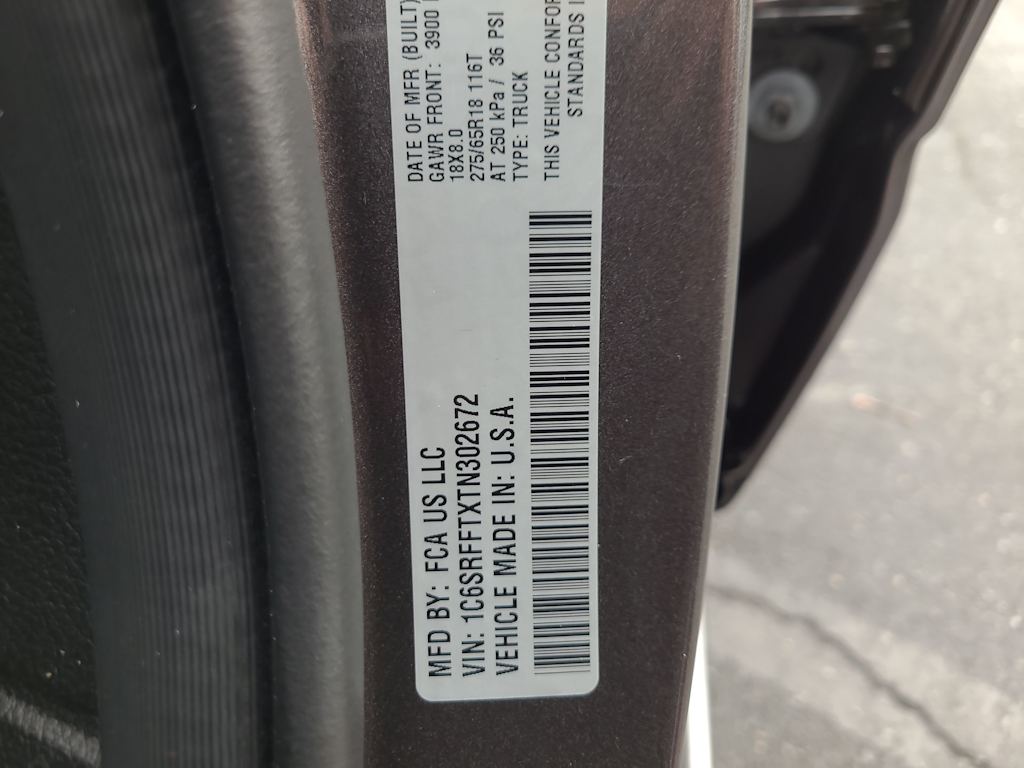 MFD BY: FCA US LLC
VIN: 1C6SRFFTXTN302672
VEHICLE MADE IN: U.S.A.
DATE OF MFR (BUILT)
GAWR FRONT: 3900
18X8.0
275/65R18 116T
AT 250 kPa / 36 PSI
TYPE: TRUCK
THIS VEHICLE CONFOR
STANDARDS